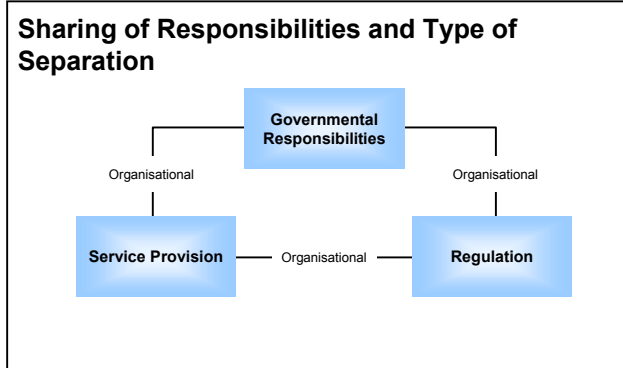 Sharing of Responsibilities and Type of
Separation
Governmental
Responsibilities
Organisational
Organisational
Service Provision
Organisational
Regulation